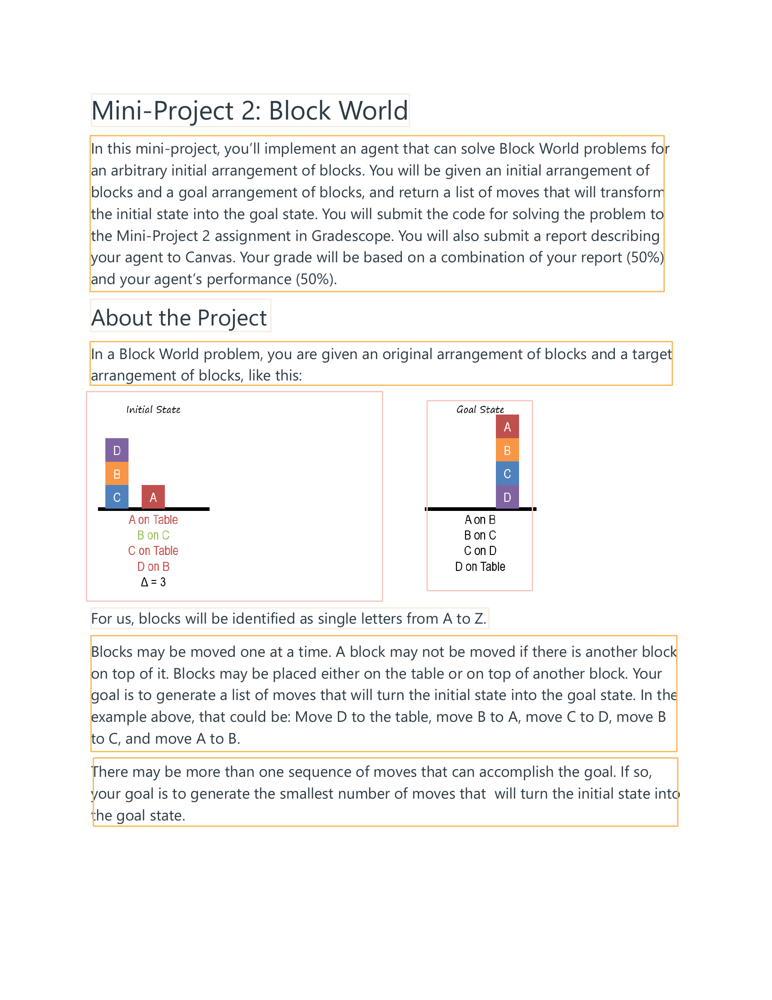 Mini-Project 2: Block World
In this mini-project, you’ll implement an agent that can solve Block World problems for
an arbitrary initial arrangement of blocks. You will be given an initial arrangement of
blocks and a goal arrangement of blocks, and return a list of moves that will transform
the initial state into the goal state. You will submit the code for solving the problem to
the Mini-Project 2 assignment in Gradescope. You will also submit a report describing
your agent to Canvas. Your grade will be based on a combination of your report (50%)
and your agent’s performance (50%).
About the Project
In a Block World problem, you are given an original arrangement of blocks and a target
arrangement of blocks, like this:
Initial State
D
B
C A
A on Table
B on C
C on Table
D on B
Δ = 3
Goal State
A
B
C
D
A on B
B on C
C on D
D on Table
For us, blocks will be identified as single letters from A to Z.
Blocks may be moved one at a time. A block may not be moved if there is another block
on top of it. Blocks may be placed either on the table or on top of another block. Your
goal is to generate a list of moves that will turn the initial state into the goal state. In the
example above, that could be: Move D to the table, move B to A, move C to D, move B
to C, and move A to B.
There may be more than one sequence of moves that can accomplish the goal. If so,
your goal is to generate the smallest number of moves that  will turn the initial state into
the goal state.